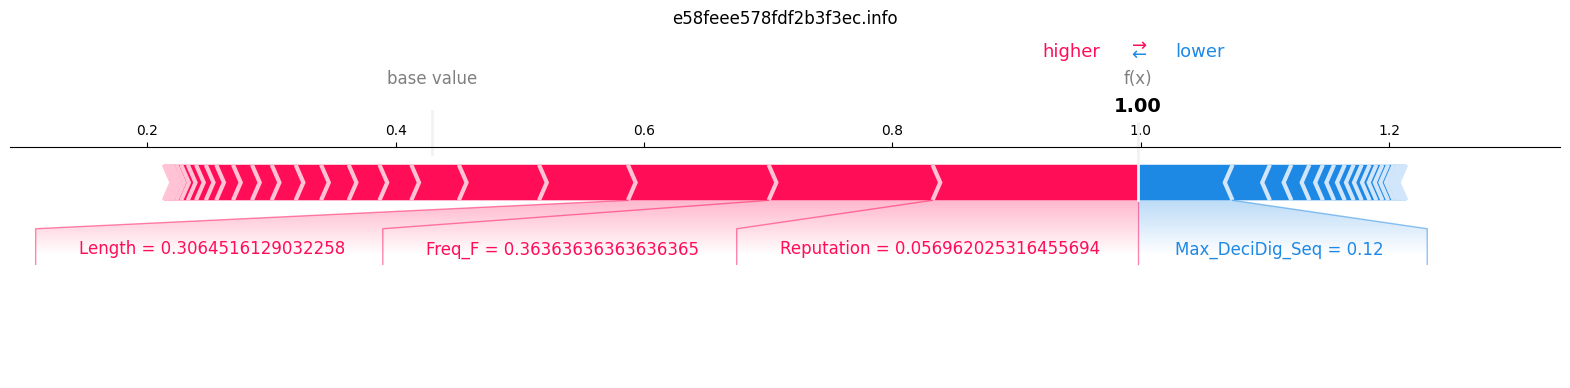 e58feee578fdf2b3f3ec.info
higher → ← lower
base value f(x)
1.00
0.2 0.4 0.6 0.8 1.0 1.2
Length = 0.3064516129032258 Freq_F = 0.36363636363636365 Reputation = 0.056962025316455694 Max_DeciDig_Seq = 0.12